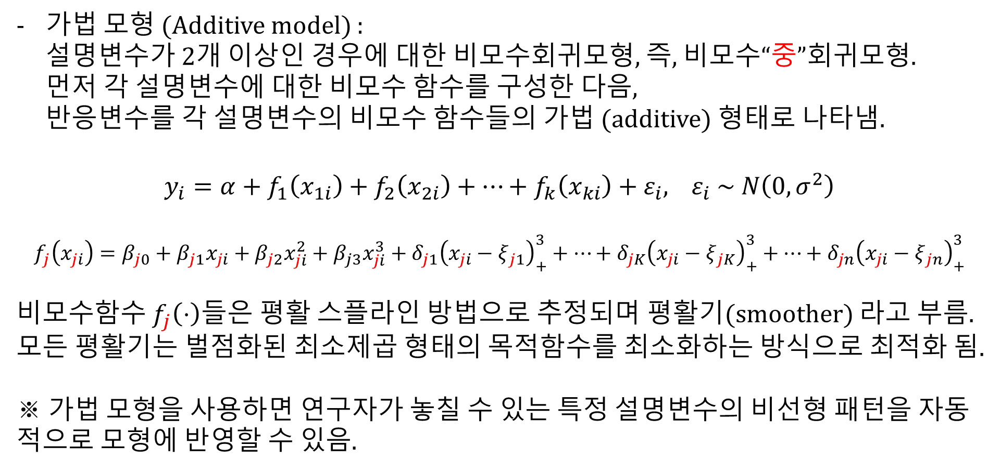 - 가법 모형 (Additive model) :
설명변수가 2개 이상인 경우에 대한 비모수회귀모형, 즉, 비모수“중”회귀모형.
먼저 각 설명변수에 대한 비모수 함수를 구성한 다음,
반응변수를 각 설명변수의 비모수 함수들의 가법 (additive) 형태로 나타냄.
$y_i = \alpha + f_1(x_{1i}) + f_2(x_{2i}) + \cdots + f_k(x_{ki}) + \varepsilon_i, \quad \varepsilon_i \sim N(0, \sigma^2)$
$f_j(x_{ji}) = \beta_{j0} + \beta_{j1}x_{ji} + \beta_{j2}x_{ji}^2 + \beta_{j3}x_{ji}^3 + \delta_{j1}(x_{ji} - \xi_{j1})_+^3 + \cdots + \delta_{jK}(x_{ji} - \xi_{jK})_+^3 + \cdots + \delta_{jn}(x_{ji} - \xi_{jn})_+^3$
비모수함수 $f_j(\cdot)$들은 평활 스플라인 방법으로 추정되며 평활기(smoother) 라고 부름.
모든 평활기는 벌점화된 최소제곱 형태의 목적함수를 최소화하는 방식으로 최적화 됨.
※ 가법 모형을 사용하면 연구자가 놓칠 수 있는 특정 설명변수의 비선형 패턴을 자동
적으로 모형에 반영할 수 있음.